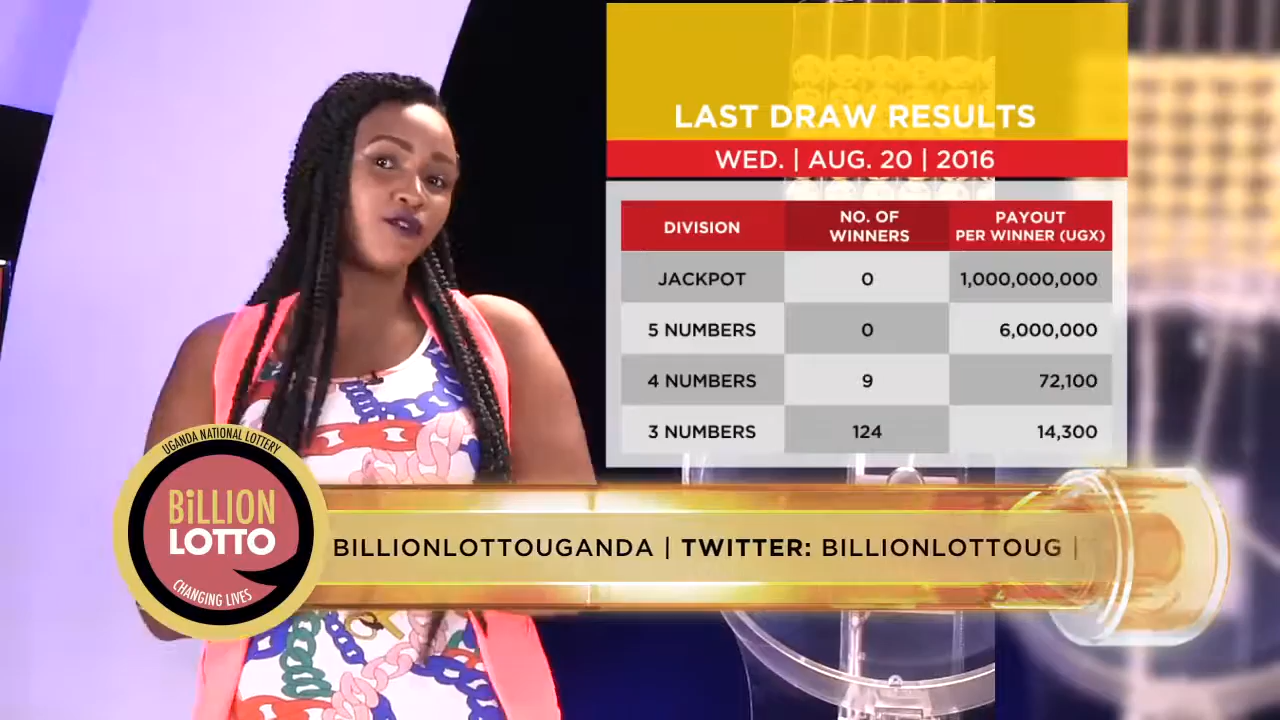 LAST DRAW RESULTS
WED. | AUG. 20 | 2016
DIVISION NO. OF WINNERS PAYOUT PER WINNER (UGX)
JACKPOT 0 1,000,000,000
5 NUMBERS 0 6,000,000
4 NUMBERS 9 72,100
3 NUMBERS 124 14,300
UGANDA NATIONAL LOTTERY
BiLLION
LOTTO
CHANGING LIVES
BILLIONLOTTOUGANDA | TWITTER: BILLIONLOTTOUG |